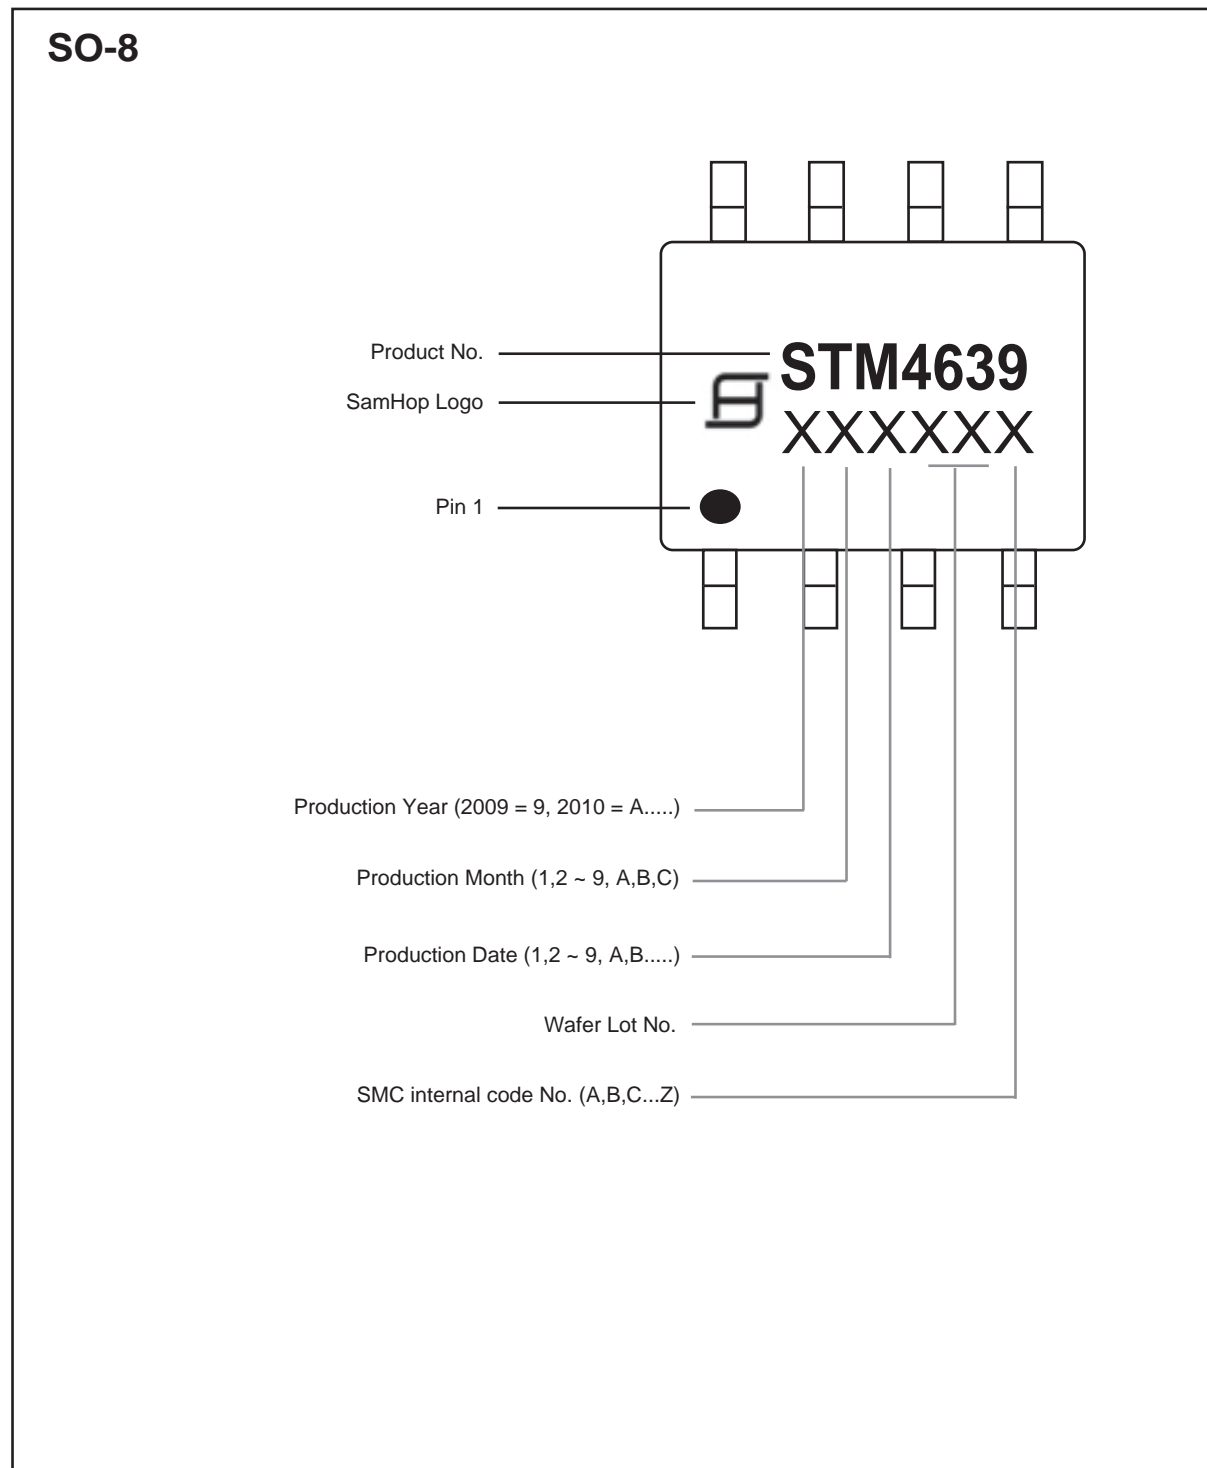 SO-8
Product No.
STM4639
SamHop Logo
XXXXXX
Pin 1
Production Year (2009 = 9, 2010 = A.....)
Production Month (1,2 ~ 9, A,B,C)
Production Date (1,2 ~ 9, A,B.....)
Wafer Lot No.
SMC internal code No. (A,B,C...Z)